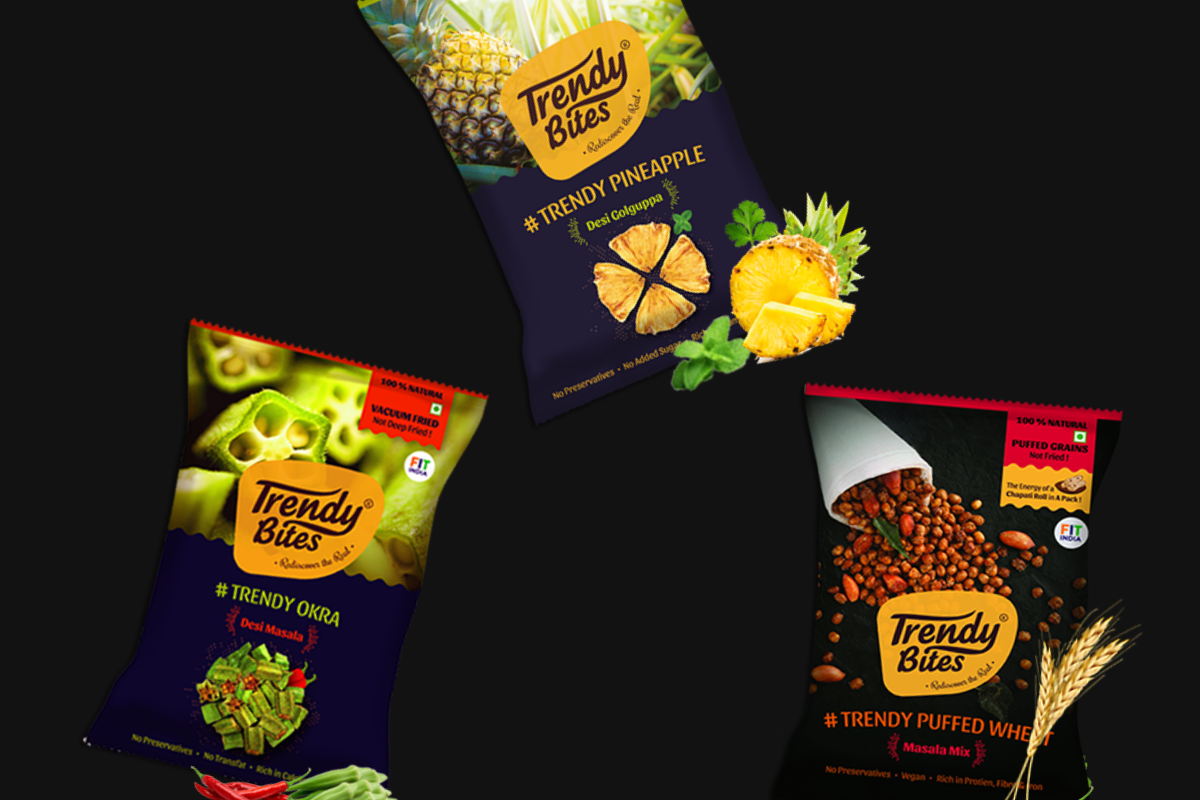 Trendy®
Bites
• Rediscover the Real •
# TRENDY PINEAPPLE
Desi Golguppa
No Preservatives • No Added Sugar
100 % NATURAL
VACUUM FRIED
Not Deep Fried !
FIT
INDIA
Trendy®
Bites
• Rediscover the Real •
# TRENDY OKRA
Desi Masala
No Preservatives • No Transfat • Rich in
100 % NATURAL
PUFFED GRAINS
Not Fried !
The Energy of a
Chapati Roll in A Pack !
FIT
INDIA
Trendy®
Bites
• Rediscover the Real •
# TRENDY PUFFED WHEAT
Masala Mix
No Preservatives • Vegan • Rich in Protien, Fibre & Iron